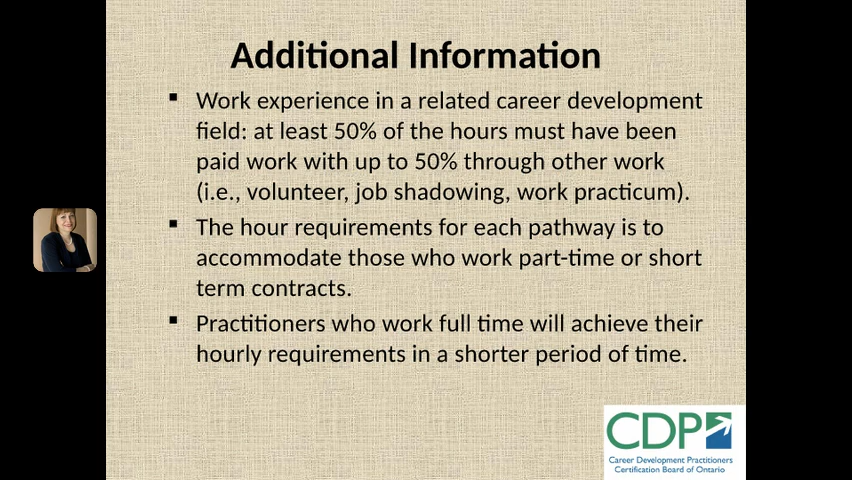 Additional Information
▪ Work experience in a related career development
field: at least 50% of the hours must have been
paid work with up to 50% through other work
(i.e., volunteer, job shadowing, work practicum).
▪ The hour requirements for each pathway is to
accommodate those who work part-time or short
term contracts.
▪ Practitioners who work full time will achieve their
hourly requirements in a shorter period of time.
CDP
Career Development Practitioners
Certification Board of Ontario